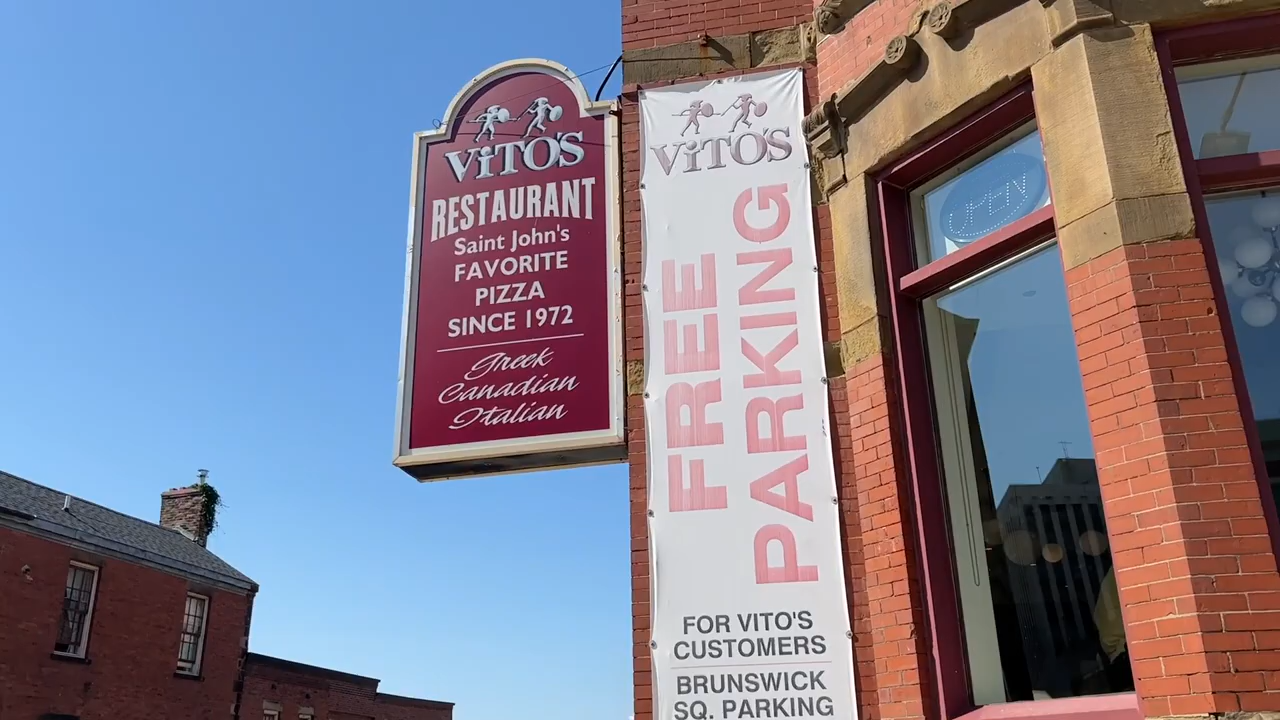 ViTO'S
RESTAURANT
Saint John's
FAVORITE
PIZZA
SINCE 1972
Greek
Canadian
Italian
ViTO'S
FREE
PARKING
FOR VITO'S
CUSTOMERS
BRUNSWICK
SQ. PARKING
OPEN